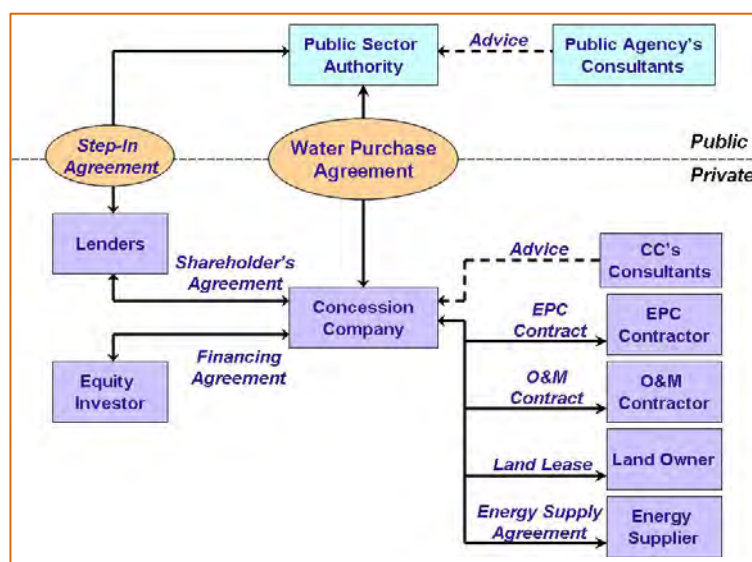 Public Sector
Authority
Advice
Public Agency's
Consultants
Step-In
Agreement
Water Purchase
Agreement
Public
Private
Lenders
Shareholder's
Agreement
Advice
CC's
Consultants
Concession
Company
EPC
Contract
EPC
Contractor
Financing
Agreement
Equity
Investor
O&M
Contract
O&M
Contractor
Land Lease
Land Owner
Energy Supply
Agreement
Energy
Supplier